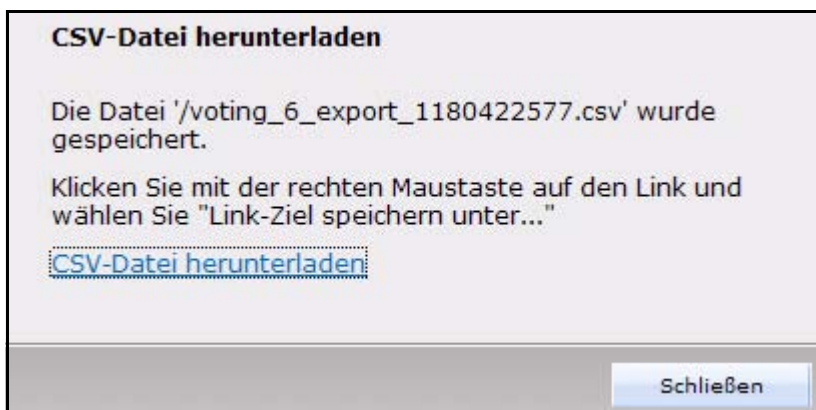 CSV-Datei herunterladen
Die Datei '/voting_6_export_1180422577.csv' wurde
gespeichert.
Klicken Sie mit der rechten Maustaste auf den Link und
wählen Sie "Link-Ziel speichern unter..."
CSV-Datei herunterladen
Schließen